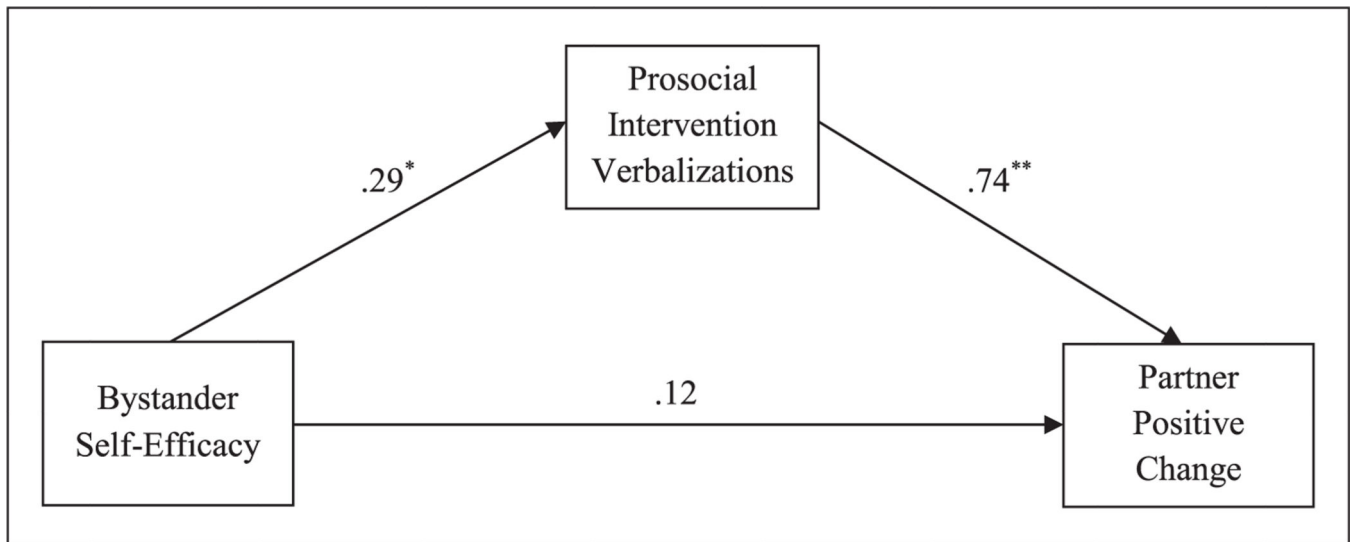 Prosocial
Intervention
Verbalizations
.29*
.74**
Bystander
Self-Efficacy
.12
Partner
Positive
Change